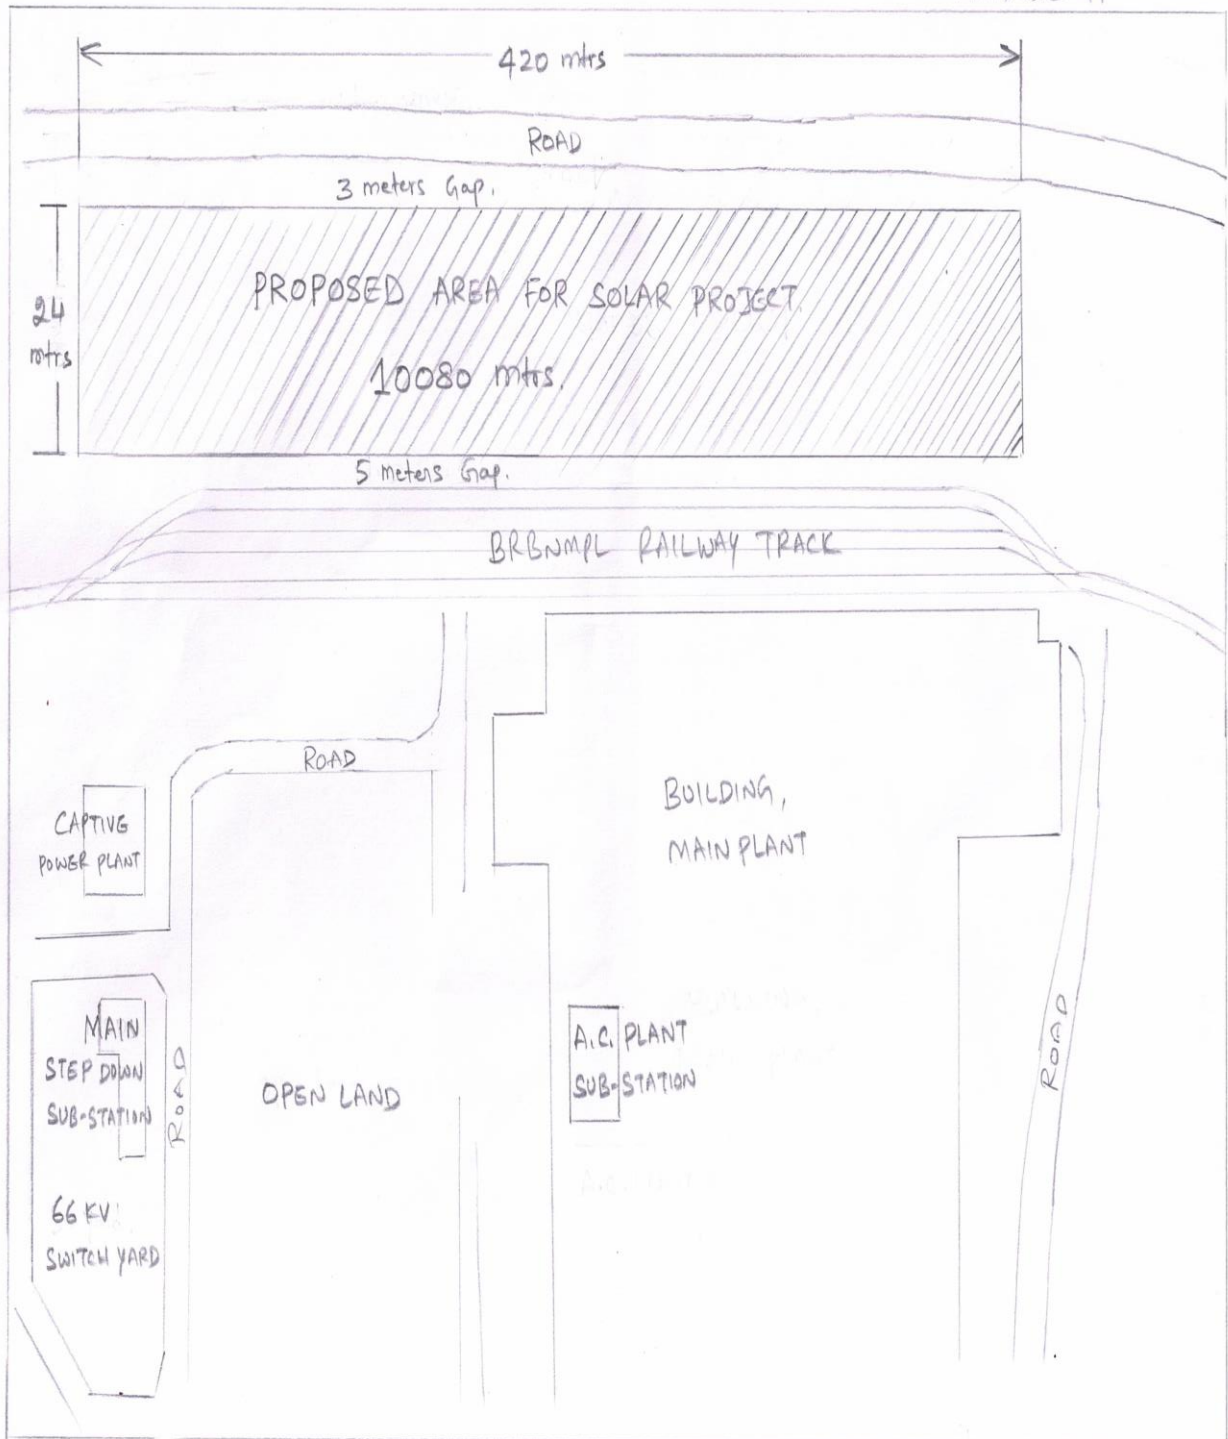 420 mtrs
ROAD
3 meters Gap.
24
mtrs
PROPOSED AREA FOR SOLAR PROJECT.
10080 mtrs.
5 meters Gap.
BRBNMPL RAILWAY TRACK
ROAD
CAPTIVE
POWER PLANT
BUILDING,
MAIN PLANT
MAIN
STEP DOWN
SUB-STATION
ROAD
OPEN LAND
A.C. PLANT
SUB-STATION
ROAD
66 KV
SWITCH YARD